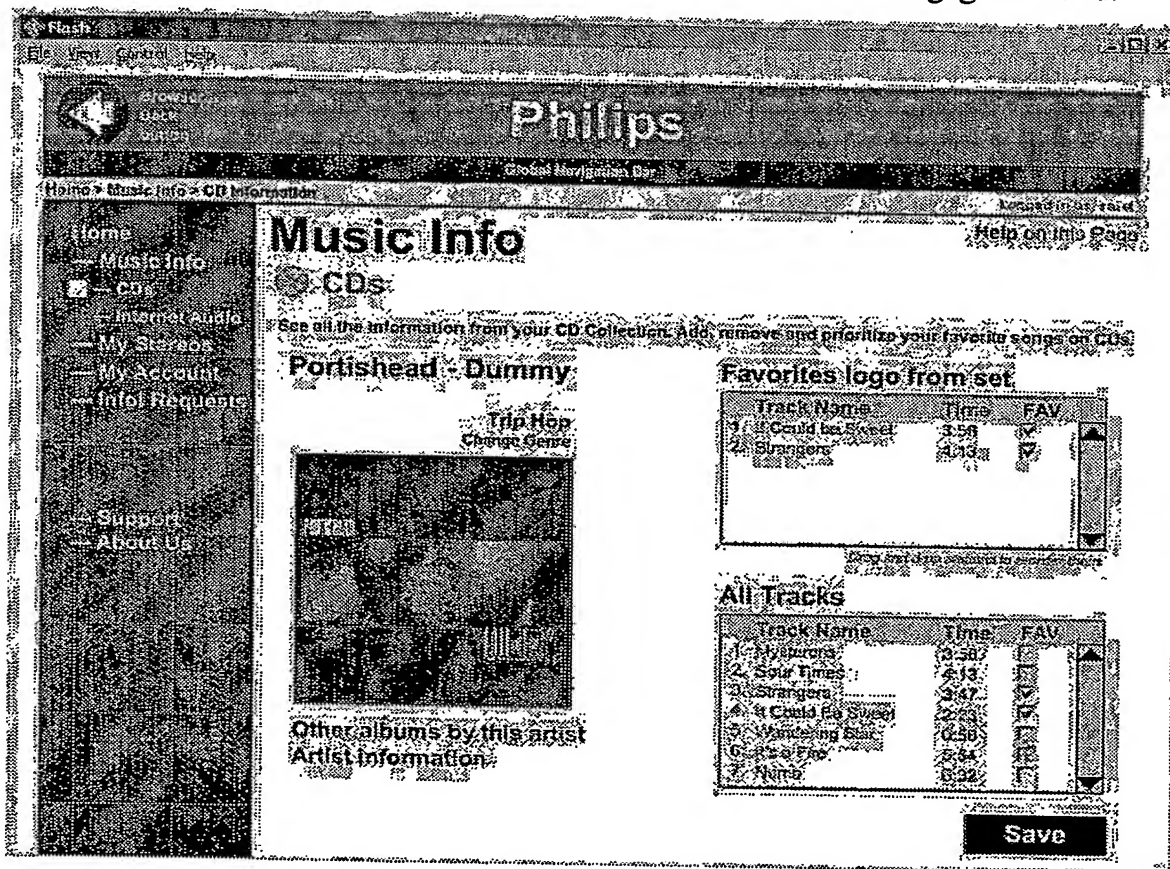 Flash
File View Control Help
Philips
Global Navigation Bar
Home > Music Info > CD Information
Home
Music Info
CDs
Internet Audio
My Stereos
My Account
Info! Requests
Support
About Us
Music Info
Help on this Page
CDs
See all the information from your CD Collection. Add, remove and prioritize your favorite songs on CDs.
Portishead - Dummy
Trip Hop
Change Genre
Other albums by this artist
Artist Information
Favorites logo from set
Track Name Time FAV
1. It Could be Sweet 3:56
2. Strangers 4:13
All Tracks
Track Name Time FAV
1. Mysterons 3:56
2. Sour Times 4:13
3. Strangers 3:47
4. It Could Be Sweet
5. Wandering Star
6. It's a Fire
7. Numb
Save